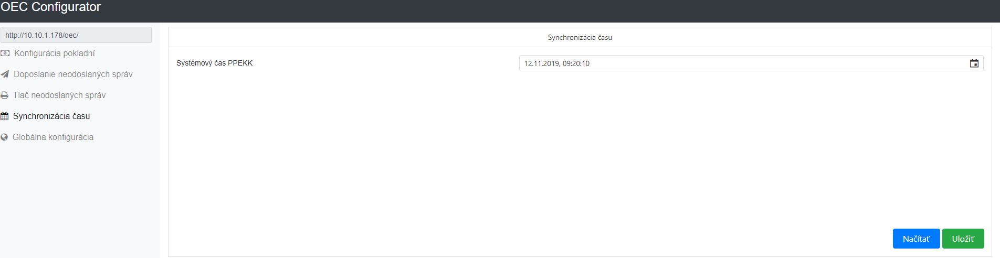 OEC Configurator
http://10.10.1.178/oec/
Konfigurácia pokladní
Doposlanie neodoslaných správ
Tlač neodoslaných správ
Synchronizácia času
Globálna konfigurácia
Synchronizácia času
Systémový čas PPEKK
12.11.2019, 09:20:10
Načítať
Uložiť